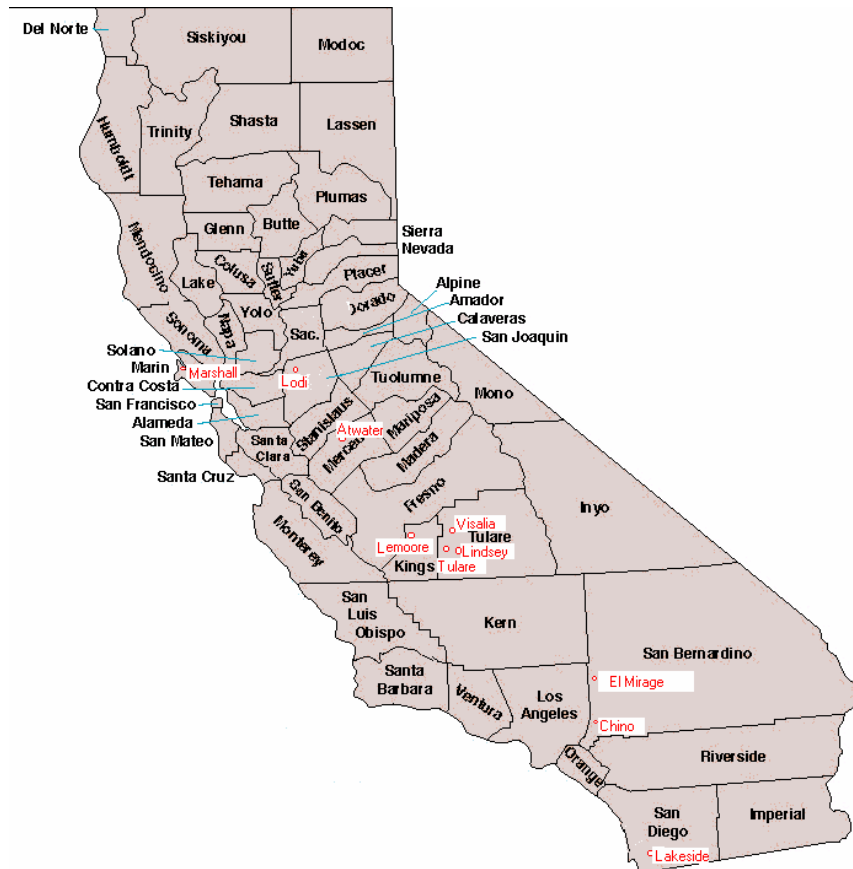 Del Norte
Siskiyou
Modoc
Humboldt
Trinity
Shasta
Lassen
Tehama
Plumas
Mendocino
Glenn
Butte
Sierra
Nevada
Lake
Colusa
Sutter
Yuba
Placer
Alpine
Amador
Calaveras
San Joaquin
Sonoma
Napa
Yolo
Sac.
Dorado
Solano
Marin
Marshall
Lodi
Contra Costa
San Francisco
Alameda
San Mateo
Tuolumne
Mono
Stanislaus
Atwater
Mariposa
Santa
Clara
Merced
Madera
Santa Cruz
San Benito
Fresno
Inyo
Monterey
Visalia
Tulare
Lemoore
Lindsey
Kings
Tulare
San
Luis
Obispo
Kern
San Bernardino
Santa
Barbara
Ventura
Los
Angeles
El Mirage
Chino
Orange
Riverside
San
Diego
Imperial
Lakeside